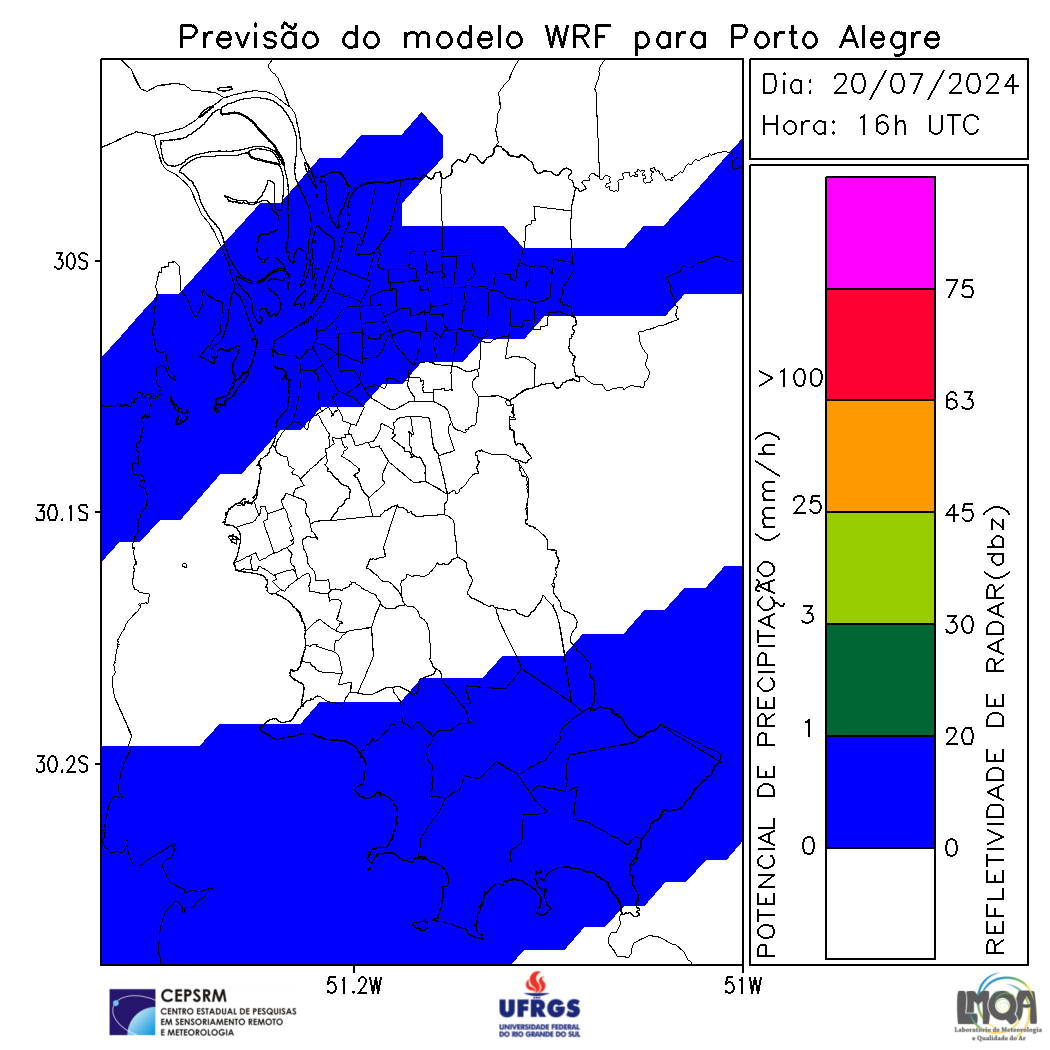 Previsão do modelo WRF para Porto Alegre
Dia: 20/07/2024
Hora: 16h UTC
30S
30.1S
30.2S
51.2W
51W
POTENCIAL DE PRECIPITAÇÃO (mm/h)
>100
25
3
1
0
75
63
45
30
20
0
REFLETIVIDADE DE RADAR(dbz)
CEPSRM
CENTRO ESTADUAL DE PESQUISAS
EM SENSORIAMENTO REMOTO
E METEOROLOGIA
UFRGS
UNIVERSIDADE FEDERAL
DO RIO GRANDE DO SUL
LMQA
Laboratório de Meteorologia
e Qualidade do Ar